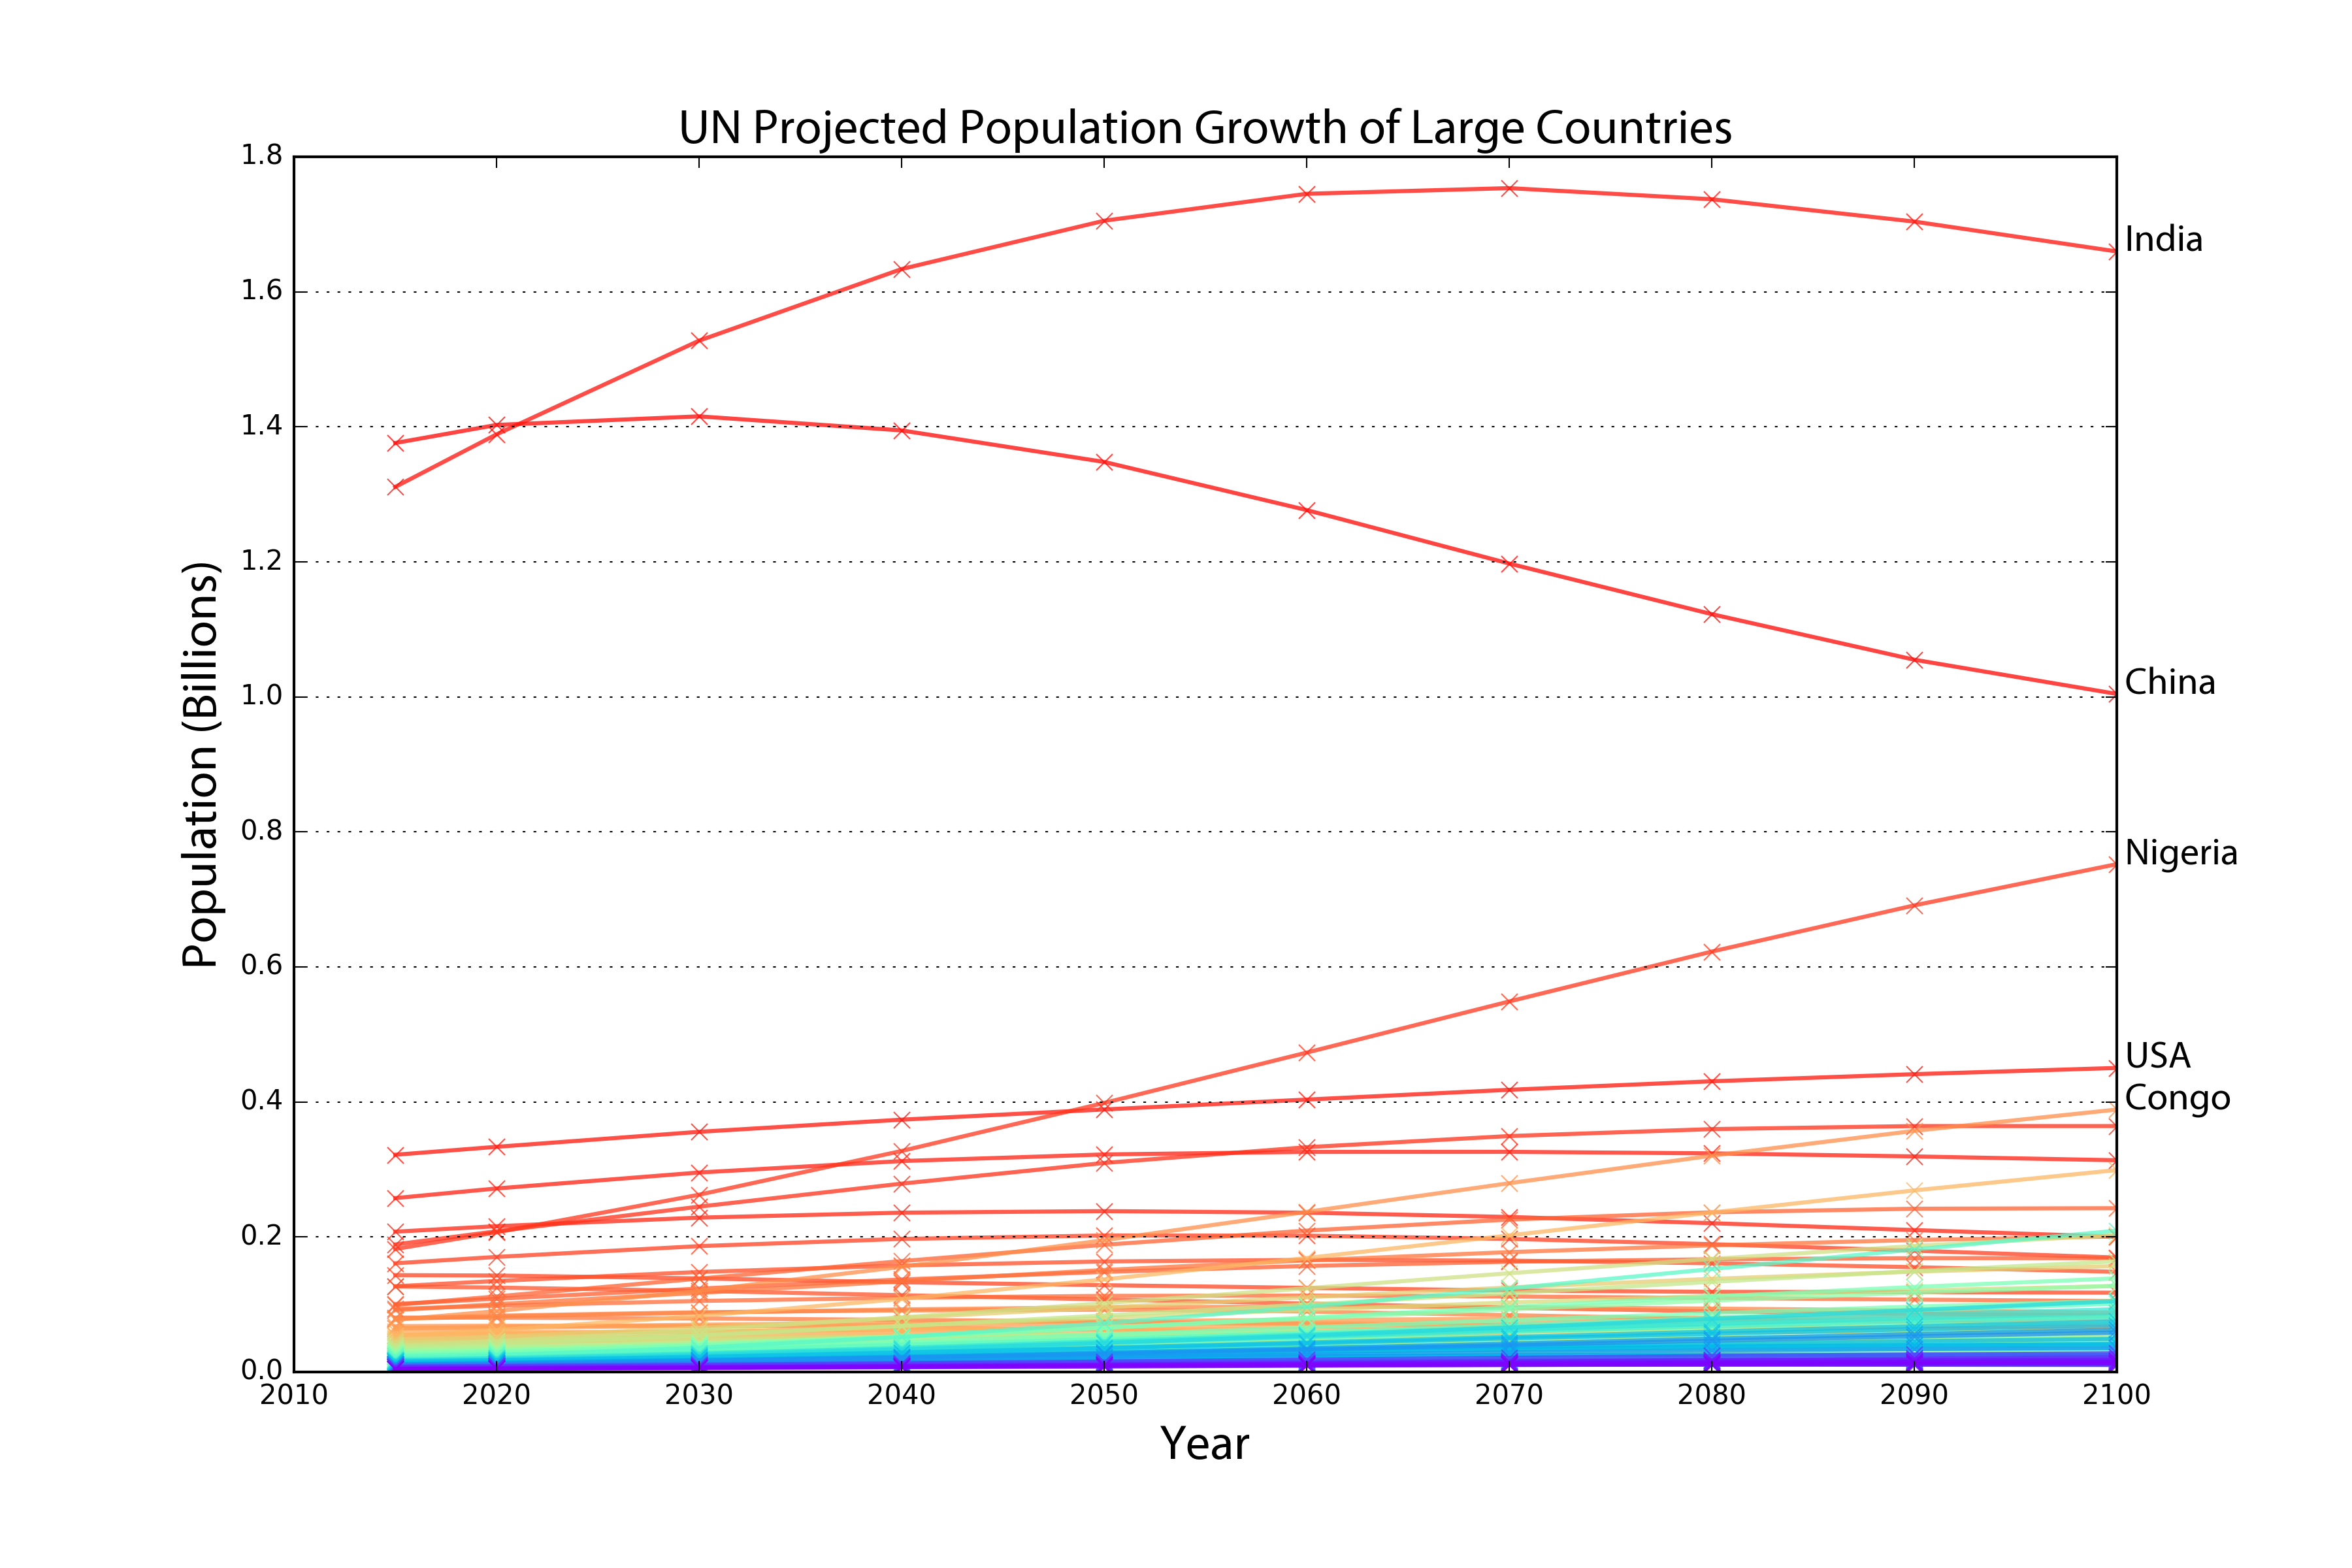 UN Projected Population Growth of Large Countries
1.8
1.6
1.4
1.2
1.0
0.8
0.6
0.4
0.2
0.0
Population (Billions)
2010 2020 2030 2040 2050 2060 2070 2080 2090 2100
Year
India
China
Nigeria
USA
Congo